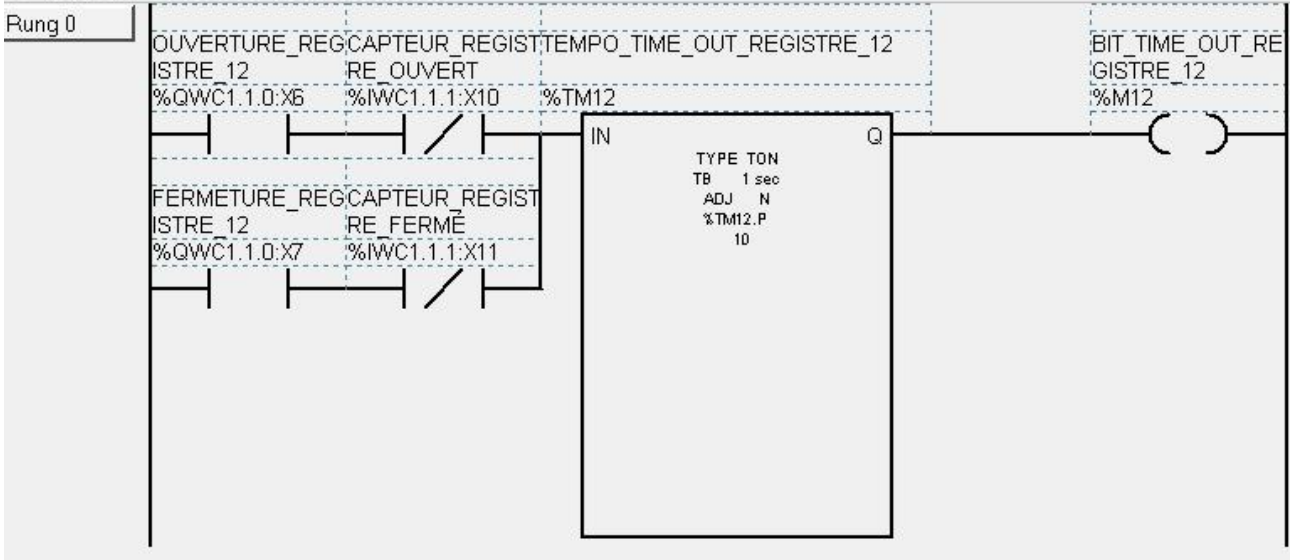 Rung 0
OUVERTURE_REG
ISTRE_12
%QWC1.1.0:X6
CAPTEUR_REGIST
RE_OUVERT
%IWC1.1.1:X10
TEMPO_TIME_OUT_REGISTRE_12
%TM12
BIT_TIME_OUT_RE
GISTRE_12
%M12
IN
Q
TYPE TON
TB 1 sec
ADJ N
%TM12.P
10
FERMETURE_REG
ISTRE_12
%QWC1.1.0:X7
CAPTEUR_REGIST
RE_FERMÉ
%IWC1.1.1:X11